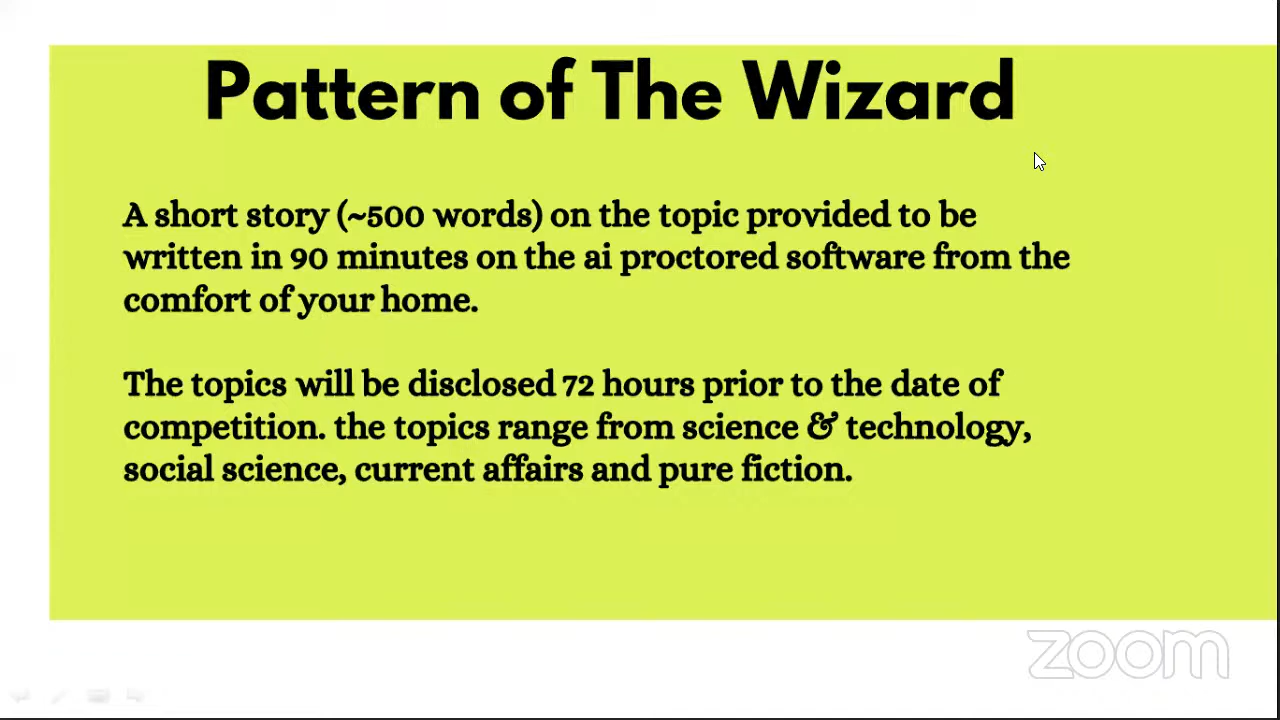 Pattern of The Wizard
A short story (~500 words) on the topic provided to be
written in 90 minutes on the ai proctored software from the
comfort of your home.
The topics will be disclosed 72 hours prior to the date of
competition. the topics range from science & technology,
social science, current affairs and pure fiction.
zoom